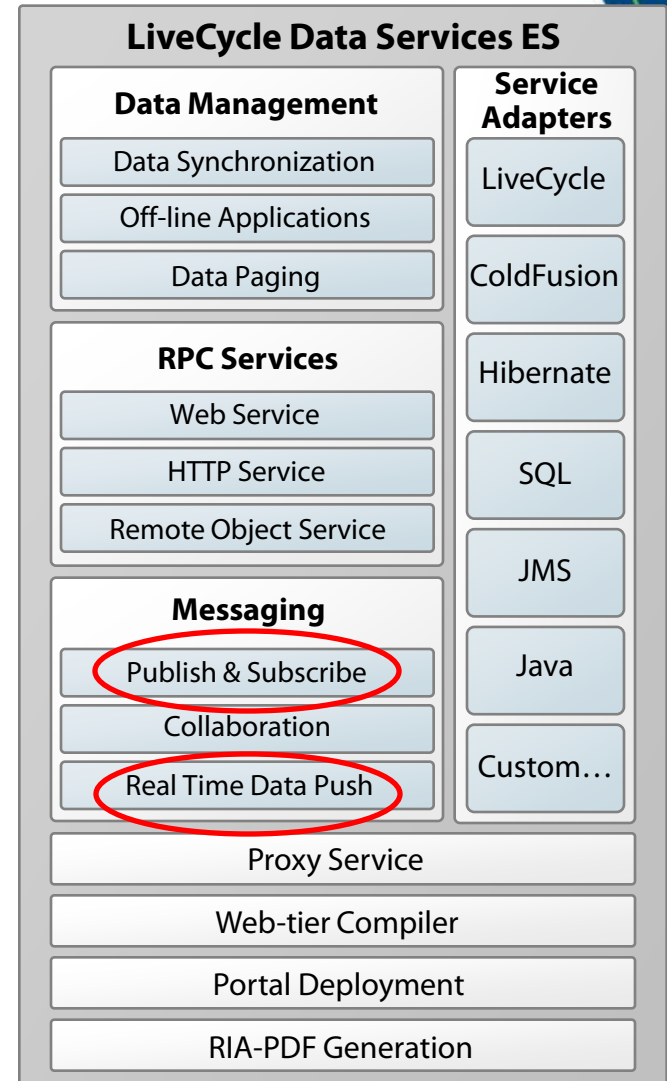 LiveCycle Data Services ES
Data Management
Data Synchronization
Off-line Applications
Data Paging
RPC Services
Web Service
HTTP Service
Remote Object Service
Messaging
Publish & Subscribe
Collaboration
Real Time Data Push
Service
Adapters
LiveCycle
ColdFusion
Hibernate
SQL
JMS
Java
Custom…
Proxy Service
Web-tier Compiler
Portal Deployment
RIA-PDF Generation